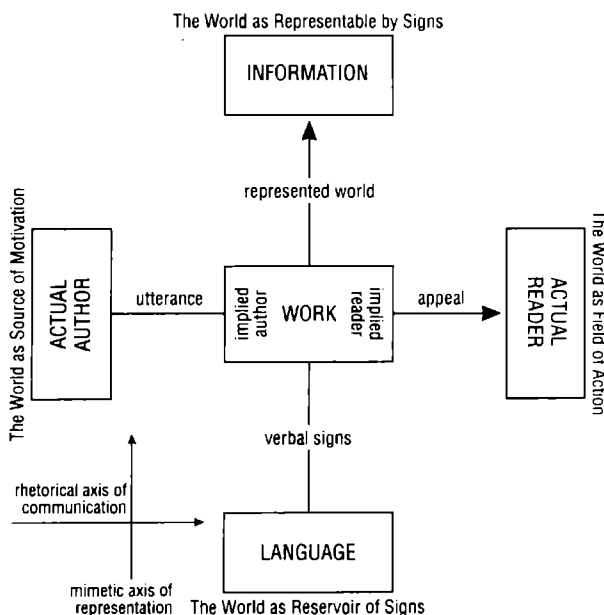 The World as Representable by Signs
INFORMATION
represented world
The World as Source of Motivation
ACTUAL
AUTHOR
utterance
implied
author
WORK
implied
reader
appeal
ACTUAL
READER
The World as Field of Action
verbal signs
rhetorical axis of
communication
LANGUAGE
mimetic axis of
representation
The World as Reservoir of Signs